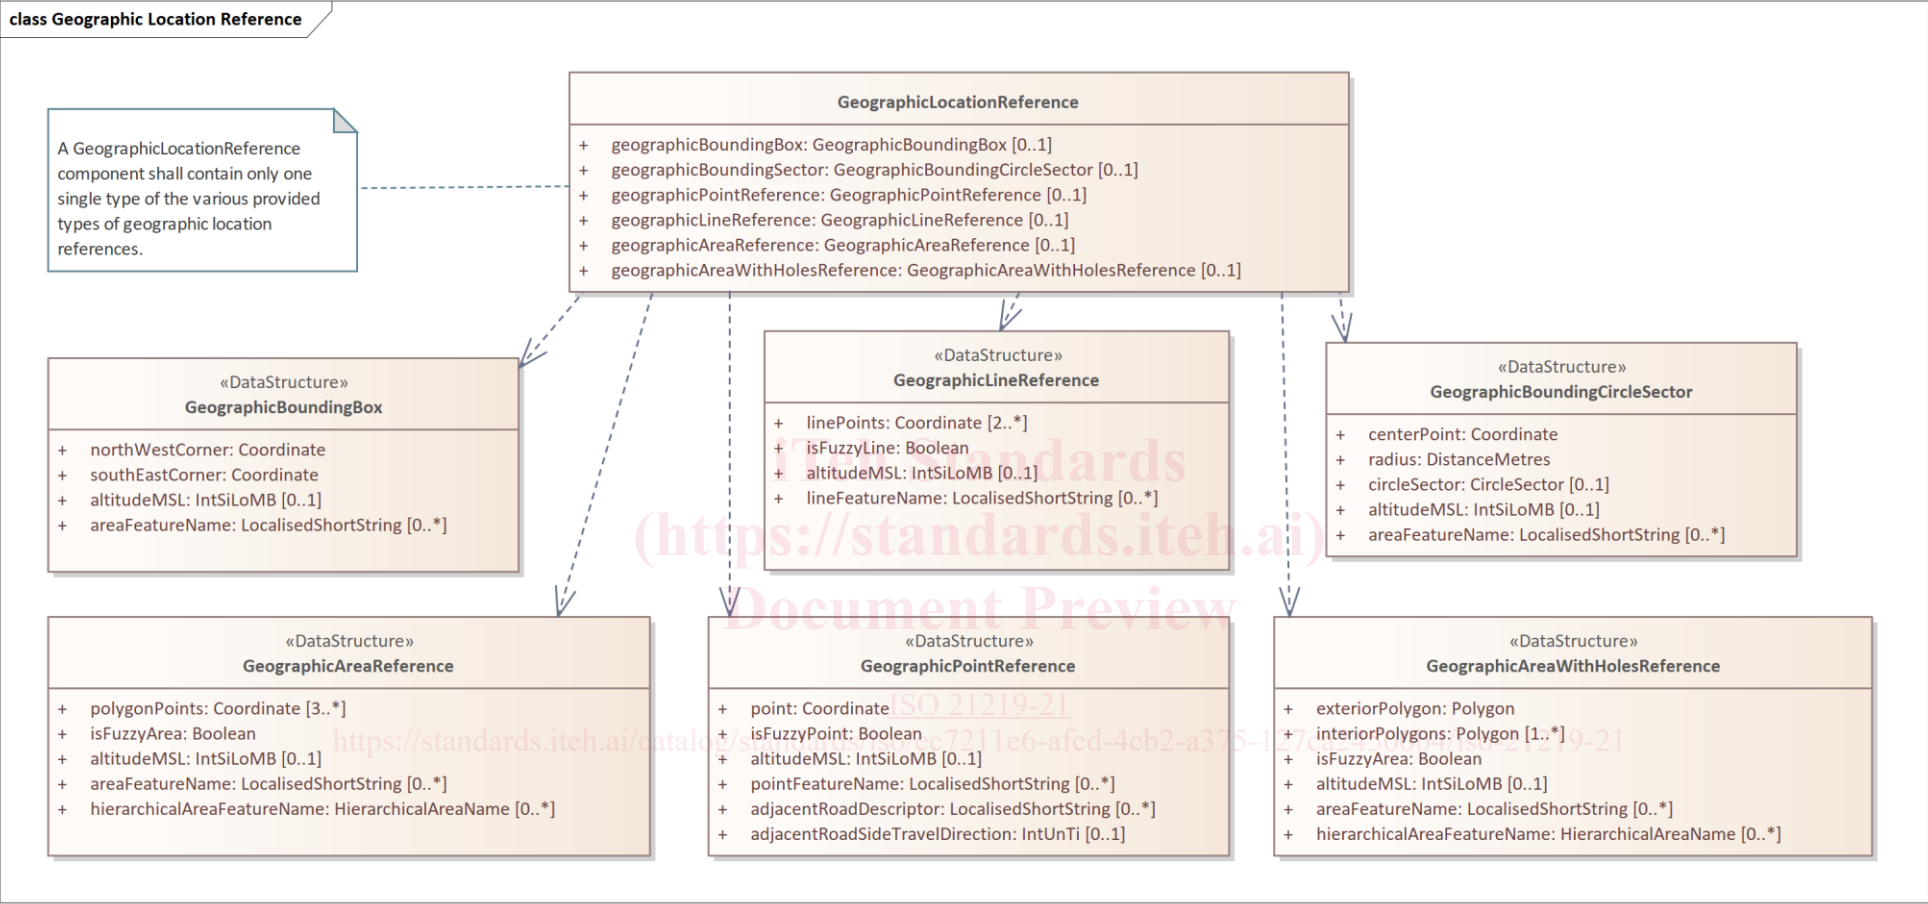 class Geographic Location Reference
A GeographicLocationReference
component shall contain only one
single type of the various provided
types of geographic location
references.
GeographicLocationReference
+ geographicBoundingBox: GeographicBoundingBox [0..1]
+ geographicBoundingSector: GeographicBoundingCircleSector [0..1]
+ geographicPointReference: GeographicPointReference [0..1]
+ geographicLineReference: GeographicLineReference [0..1]
+ geographicAreaReference: GeographicAreaReference [0..1]
+ geographicAreaWithHolesReference: GeographicAreaWithHolesReference [0..1]
«DataStructure»
GeographicBoundingBox
+ northWestCorner: Coordinate
+ southEastCorner: Coordinate
+ altitudeMSL: IntSiLoMB [0..1]
+ areaFeatureName: LocalisedShortString [0..*]
«DataStructure»
GeographicLineReference
+ linePoints: Coordinate [2..*]
+ isFuzzyLine: Boolean
+ altitudeMSL: IntSiLoMB [0..1]
+ lineFeatureName: LocalisedShortString [0..*]
«DataStructure»
GeographicBoundingCircleSector
+ centerPoint: Coordinate
+ radius: DistanceMetres
+ circleSector: CircleSector [0..1]
+ altitudeMSL: IntSiLoMB [0..1]
+ areaFeatureName: LocalisedShortString [0..*]
iTeh Standards
(https://standards.iteh.ai)
Document Preview
«DataStructure»
GeographicAreaReference
+ polygonPoints: Coordinate [3..*]
+ isFuzzyArea: Boolean
+ altitudeMSL: IntSiLoMB [0..1]
+ areaFeatureName: LocalisedShortString [0..*]
+ hierarchicalAreaFeatureName: HierarchicalAreaName [0..*]
«DataStructure»
GeographicPointReference
+ point: Coordinate
+ isFuzzyPoint: Boolean
+ altitudeMSL: IntSiLoMB [0..1]
+ pointFeatureName: LocalisedShortString [0..*]
+ adjacentRoadDescriptor: LocalisedShortString [0..*]
+ adjacentRoadSideTravelDirection: IntUnTi [0..1]
«DataStructure»
GeographicAreaWithHolesReference
+ exteriorPolygon: Polygon
+ interiorPolygons: Polygon [1..*]
+ isFuzzyArea: Boolean
+ altitudeMSL: IntSiLoMB [0..1]
+ areaFeatureName: LocalisedShortString [0..*]
+ hierarchicalAreaFeatureName: HierarchicalAreaName [0..*]
ISO 21219-21